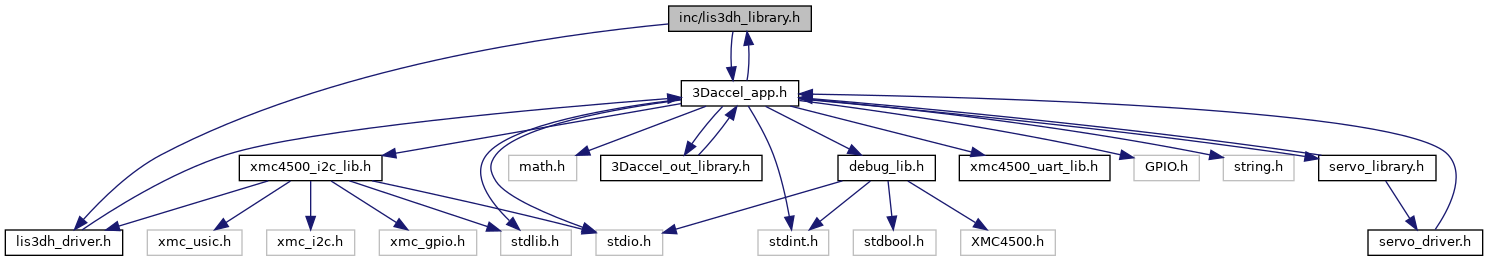 inc/lis3dh_library.h
3Daccel_app.h
xmc4500_i2c_lib.h
math.h
3Daccel_out_library.h
debug_lib.h
xmc4500_uart_lib.h
GPIO.h
string.h
servo_library.h
lis3dh_driver.h
xmc_usic.h
xmc_i2c.h
xmc_gpio.h
stdlib.h
stdio.h
stdint.h
stdbool.h
XMC4500.h
servo_driver.h